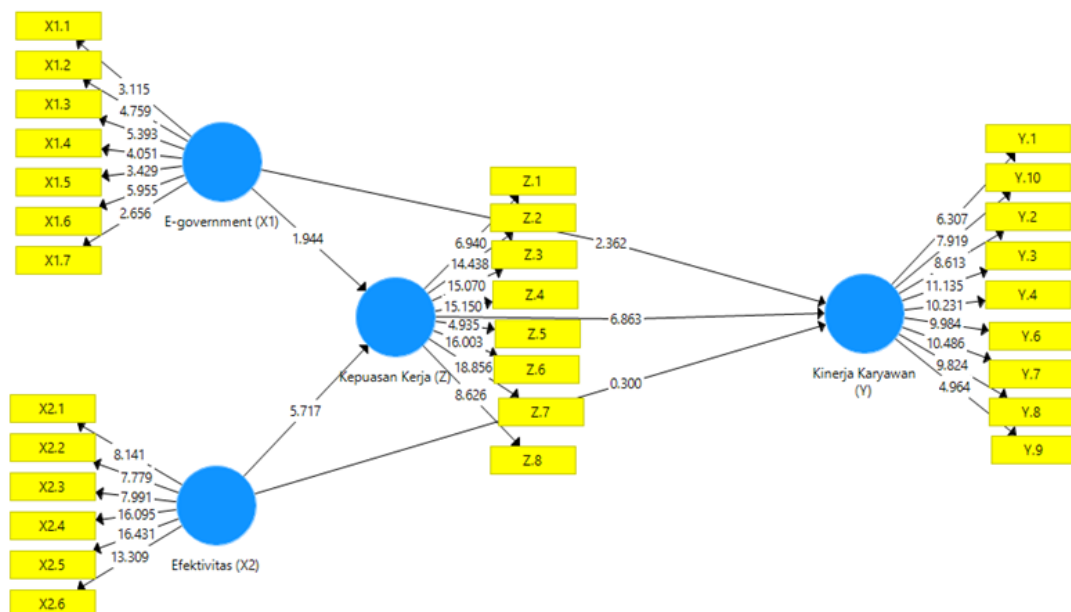 X1.1
X1.2
X1.3
X1.4
X1.5
X1.6
X1.7
3.115
4.759
5.393
4.051
3.429
5.955
2.656
E-government (X1)
1.944
2.362
Z.1
Z.2
Z.3
Z.4
Z.5
Z.6
Z.7
Z.8
6.940
14.438
15.070
15.150
4.935
16.003
18.856
8.626
Kepuasan Kerja (Z)
6.863
5.717
0.300
X2.1
X2.2
X2.3
X2.4
X2.5
X2.6
8.141
7.779
7.991
16.095
16.431
13.309
Efektivitas (X2)
Y.1
Y.10
Y.2
Y.3
Y.4
Y.6
Y.7
Y.8
Y.9
6.307
7.919
8.613
11.135
10.231
9.984
10.486
9.824
4.964
Kinerja Karyawan
(Y)